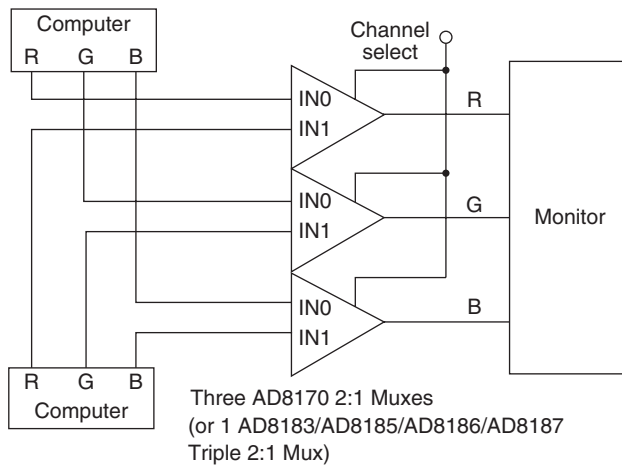 Computer
R G B
Channel
select
IN0
IN1
R
IN0
IN1
G
Monitor
IN0
IN1
B
R G B
Computer
Three AD8170 2:1 Muxes
(or 1 AD8183/AD8185/AD8186/AD8187
Triple 2:1 Mux)